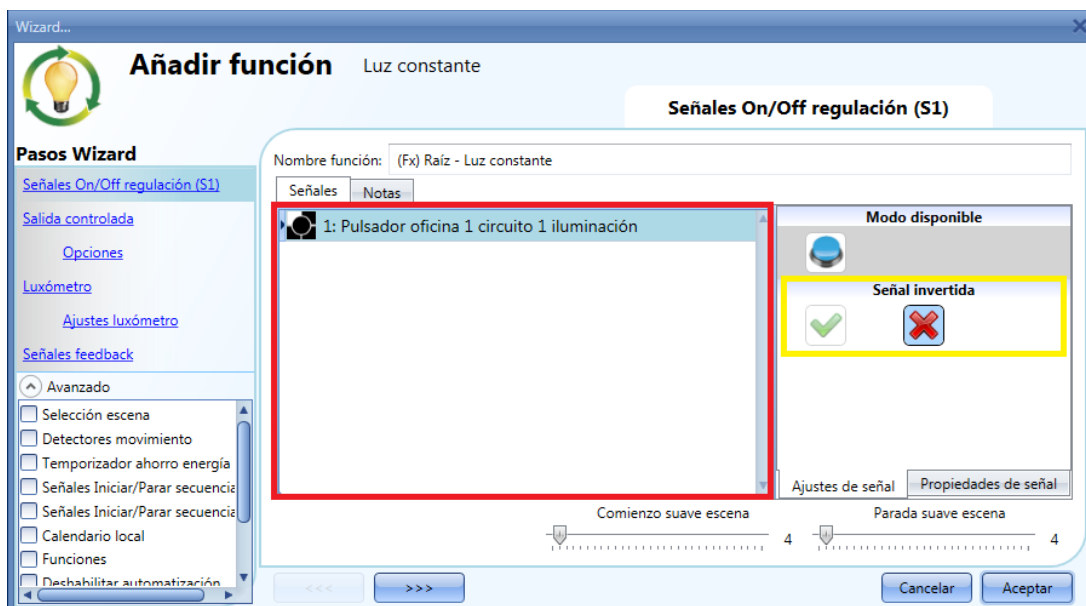 Wizard...
Añadir función
Luz constante
Señales On/Off regulación (S1)
Pasos Wizard
Señales On/Off regulación (S1)
Salida controlada
Opciones
Luxómetro
Ajustes luxómetro
Señales feedback
Avanzado
Selección escena
Detectores movimiento
Temporizador ahorro energía
Señales Iniciar/Parar secuencia
Señales Iniciar/Parar secuencia
Calendario local
Funciones
Deshabilitar automatización
Nombre función: (Fx) Raíz - Luz constante
Señales
Notas
1: Pulsador oficina 1 circuito 1 iluminación
Modo disponible
Señal invertida
Ajustes de señal
Propiedades de señal
Comienzo suave escena
4
Parada suave escena
4
<<<
>>>
Cancelar
Aceptar